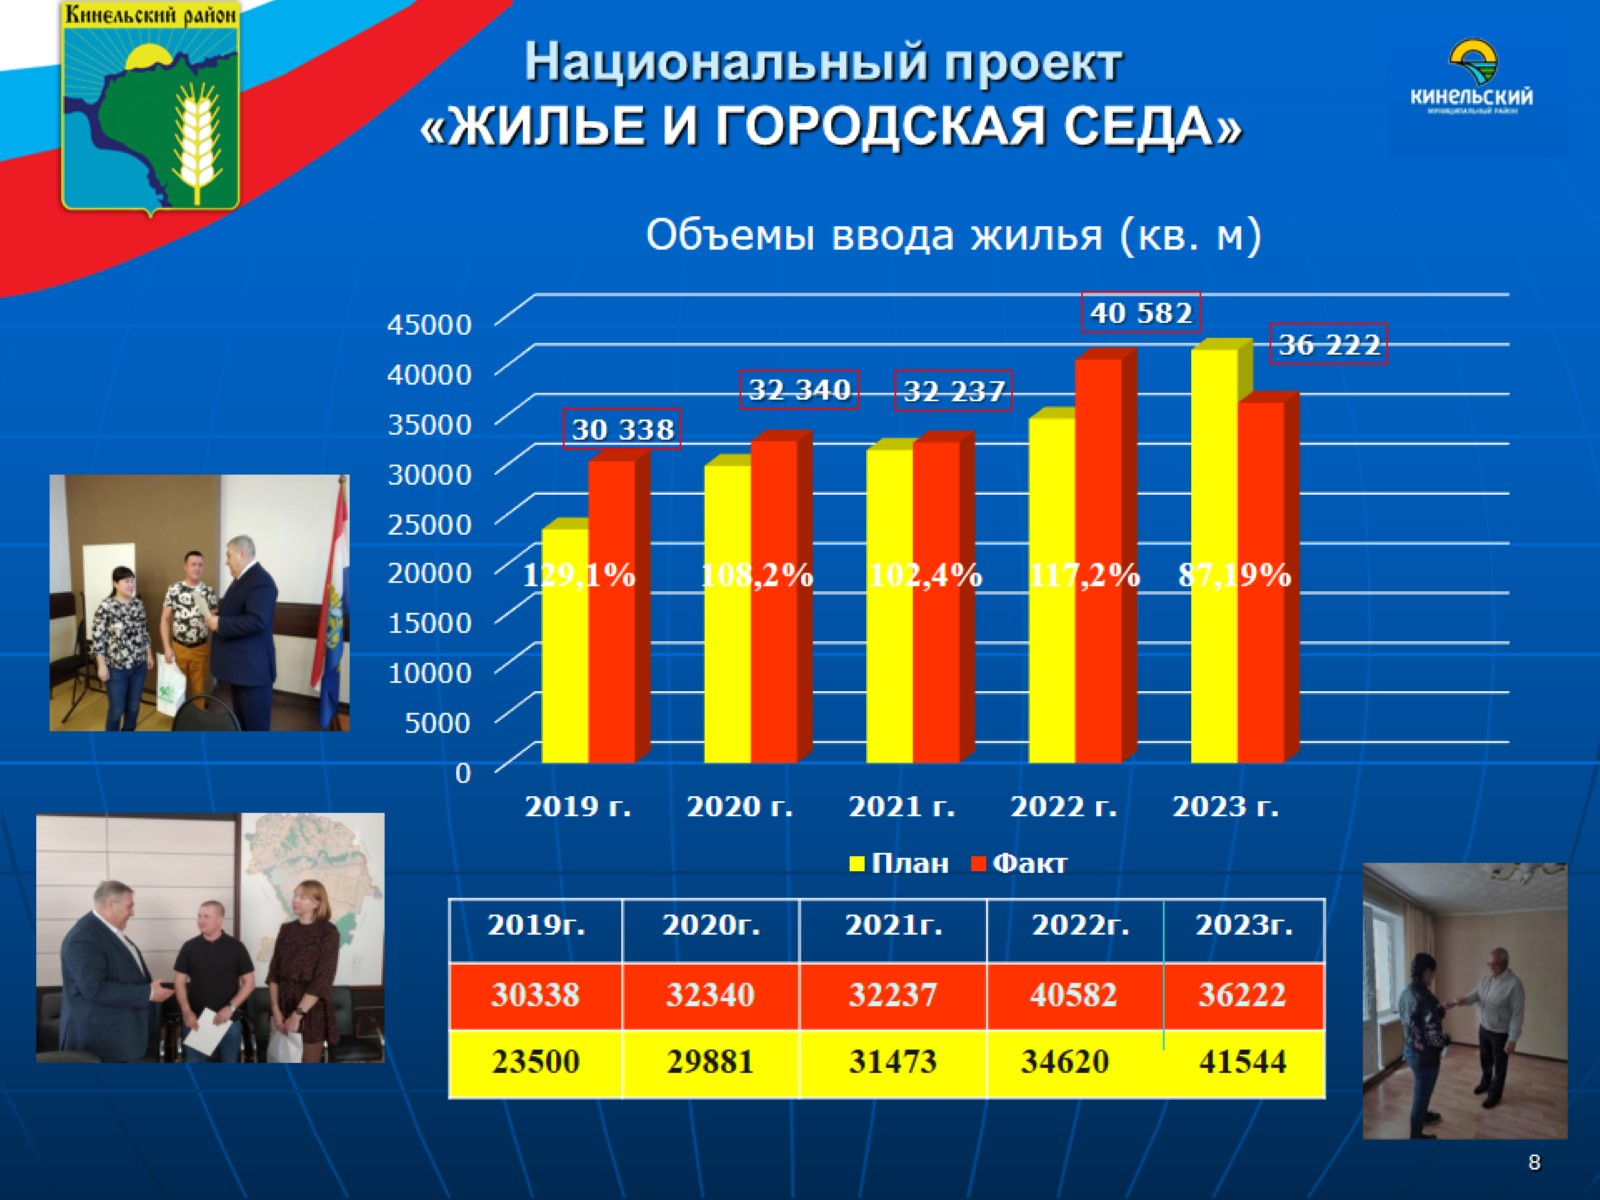 Кинельский район
Национальный проект
«ЖИЛЬЕ И ГОРОДСКАЯ СЕДА»
КИНЕЛЬСКИЙ
МУНИЦИПАЛЬНЫЙ РАЙОН
Объемы ввода жилья (кв. м)
45000
40000
35000
30000
25000
20000
15000
10000
5000
0
30 338
32 340
32 237
40 582
36 222
129,1% 108,2% 102,4% 117,2% 87,19%
2019 г. 2020 г. 2021 г. 2022 г. 2023 г.
План Факт
2019г. 2020г. 2021г. 2022г. 2023г.
30338 32340 32237 40582 36222
23500 29881 31473 34620 41544
8